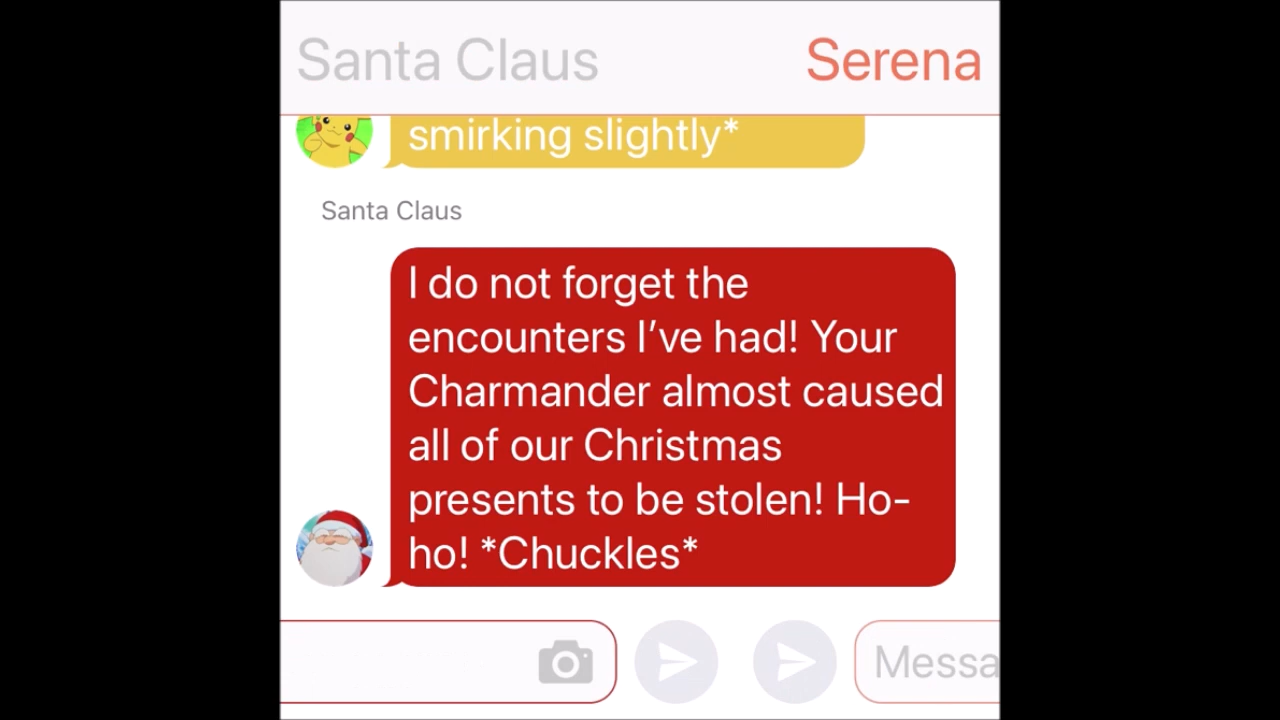 Santa Claus
Serena
smirking slightly*
Santa Claus
I do not forget the
encounters I’ve had! Your
Charmander almost caused
all of our Christmas
presents to be stolen! Ho-
ho! *Chuckles*
Messa